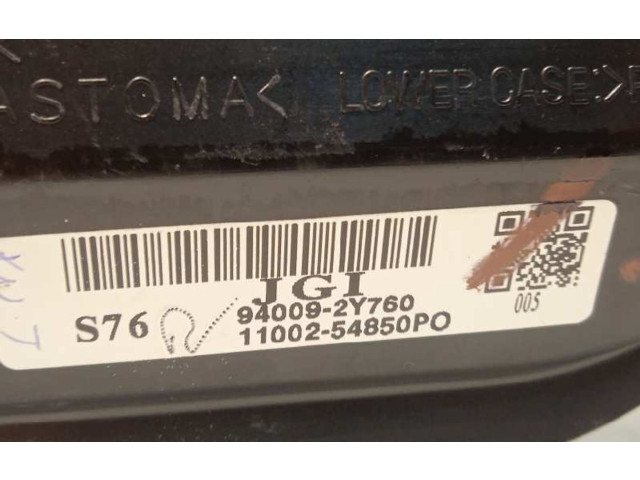 ASTOMA<
LOWER CASE:>P
JGI
S76
94009-2Y760
11002-54850PO
005